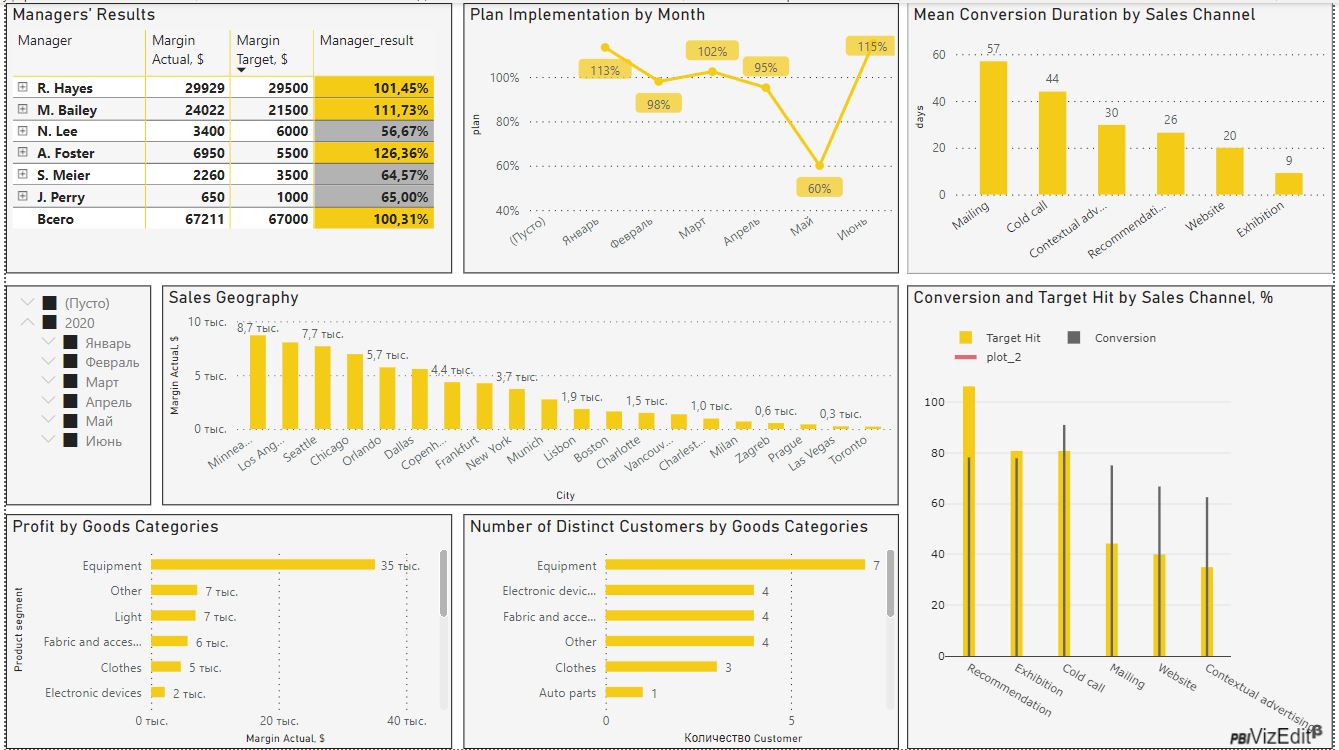 Managers' Results
Manager Margin Actual, $ Margin Target, $ Manager_result
R. Hayes 29929 29500 101,45%
M. Bailey 24022 21500 111,73%
N. Lee 3400 6000 56,67%
A. Foster 6950 5500 126,36%
S. Meier 2260 3500 64,57%
J. Perry 650 1000 65,00%
Всего 67211 67000 100,31%
Plan Implementation by Month
plan
100%
80%
60%
40%
113%
98%
102%
95%
60%
115%
(Пусто) Январь Февраль Март Апрель Май Июнь
Mean Conversion Duration by Sales Channel
days
60
40
20
0
57 44 30 26 20 9
Mailing Cold call Contextual adv... Recommendati... Website Exhibition
(Пусто)
2020
Январь
Февраль
Март
Апрель
Май
Июнь
Sales Geography
Margin Actual, $
10 тыс.
5 тыс.
0 тыс.
8,7 тыс. 7,7 тыс. 5,7 тыс. 4,4 тыс. 3,7 тыс. 1,9 тыс. 1,5 тыс. 1,0 тыс. 0,6 тыс. 0,3 тыс.
Minnea... Los Ang... Seattle Chicago Orlando Dallas Copenh... Frankfurt New York Munich Lisbon Boston Charlotte Vancouv... Charlest... Milan Zagreb Prague Las Vegas Toronto
City
Conversion and Target Hit by Sales Channel, %
Target Hit Conversion
plot_2
100
80
60
40
20
0
Recommendation Exhibition Cold call Mailing Website Contextual advertising
PBIVizEdit β
Profit by Goods Categories
Product segment
Equipment 35 тыс.
Other 7 тыс.
Light 7 тыс.
Fabric and acces... 6 тыс.
Clothes 5 тыс.
Electronic devices 2 тыс.
0 тыс. 20 тыс. 40 тыс.
Margin Actual, $
Number of Distinct Customers by Goods Categories
Equipment 7
Electronic devic... 4
Fabric and acce... 4
Other 4
Clothes 3
Auto parts 1
0 5
Количество Customer